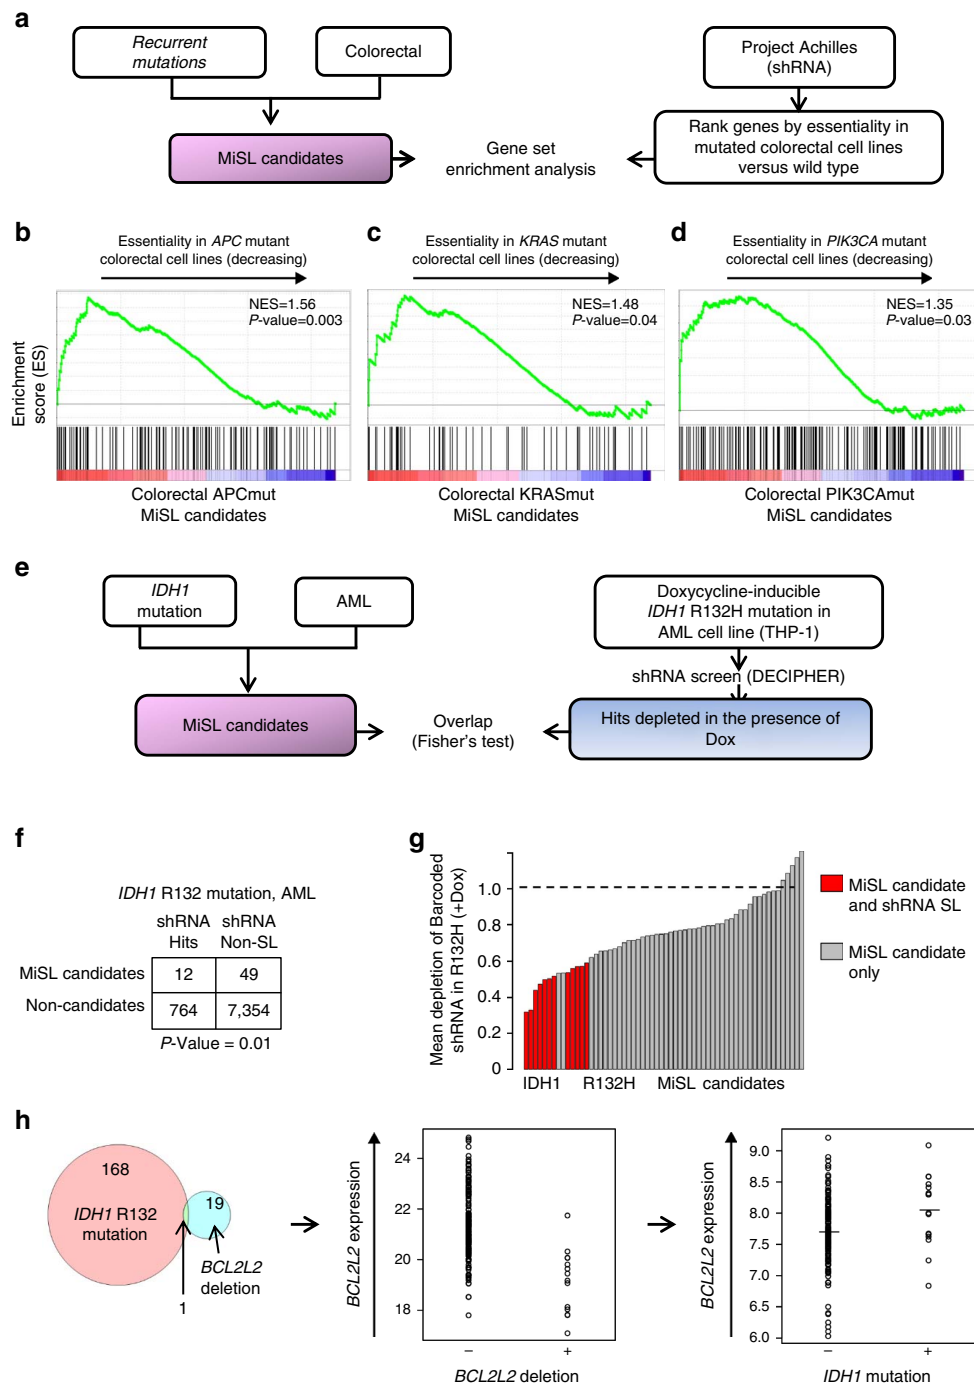 a
Recurrent
mutations
Colorectal
Project Achilles
(shRNA)
MiSL candidates
Gene set
enrichment analysis
Rank genes by essentiality in
mutated colorectal cell lines
versus wild type
b
Essentiality in APC mutant
colorectal cell lines (decreasing)
NES=1.56
P-value=0.003
Enrichment
score (ES)
Colorectal APCmut
MiSL candidates
c
Essentiality in KRAS mutant
colorectal cell lines (decreasing)
NES=1.48
P-value=0.04
Colorectal KRASmut
MiSL candidates
d
Essentiality in PIK3CA mutant
colorectal cell lines (decreasing)
NES=1.35
P-value=0.03
Colorectal PIK3CAmut
MiSL candidates
e
IDH1
mutation
AML
Doxycycline-inducible
IDH1 R132H mutation in
AML cell line (THP-1)
shRNA screen (DECIPHER)
MiSL candidates
Overlap
(Fisher's test)
Hits depleted in the presence of
Dox
f
IDH1 R132 mutation, AML
shRNA Hits
shRNA Non-SL
MiSL candidates 12 49
Non-candidates 764 7,354
P-Value = 0.01
g
Mean depletion of Barcoded
shRNA in R132H (+Dox)
1.0
0.8
0.6
0.4
0.2
0
IDH1 R132H MiSL candidates
MiSL candidate
and shRNA SL
MiSL candidate
only
h
168
IDH1 R132
mutation
19
BCL2L2
deletion
1
BCL2L2 expression
24
22
20
18
– +
BCL2L2 deletion
BCL2L2 expression
9.0
8.5
8.0
7.5
7.0
6.5
6.0
– +
IDH1 mutation